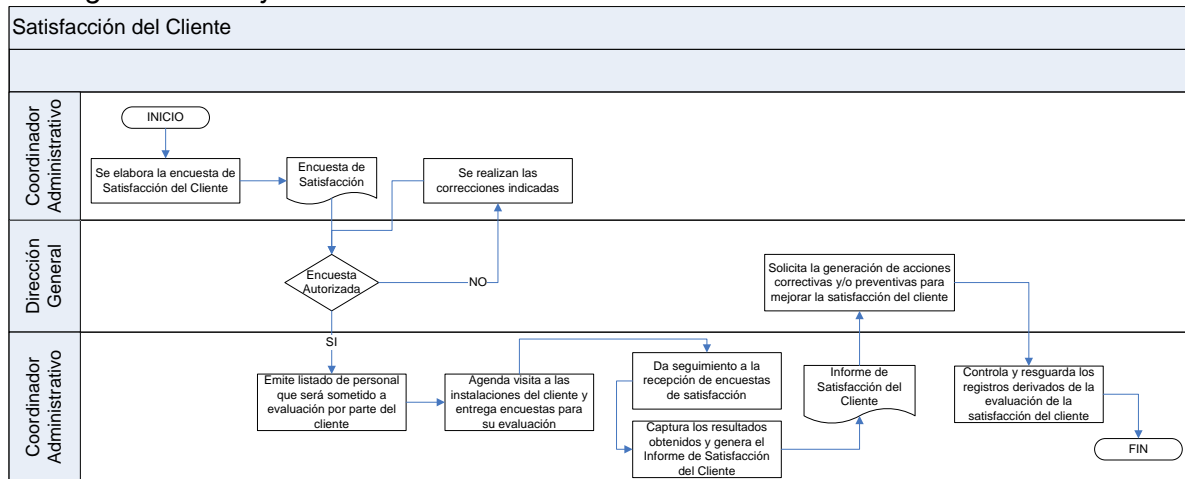 Satisfacción del Cliente
Coordinador
Administrativo
INICIO
Se elabora la encuesta de
Satisfacción del Cliente
Encuesta de
Satisfacción
Se realizan las
correcciones indicadas
Dirección
General
Encuesta
Autorizada
NO
Solicita la generación de acciones
correctivas y/o preventivas para
mejorar la satisfacción del cliente
Coordinador
Administrativo
SI
Emite listado de personal
que será sometido a
evaluación por parte del
cliente
Agenda visita a las
instalaciones del cliente y
entrega encuestas para
su evaluación
Da seguimiento a la
recepción de encuestas
de satisfacción
Captura los resultados
obtenidos y genera el
Informe de Satisfacción
del Cliente
Informe de
Satisfacción del
Cliente
Controla y resguarda los
registros derivados de la
evaluación de la
satisfacción del cliente
FIN